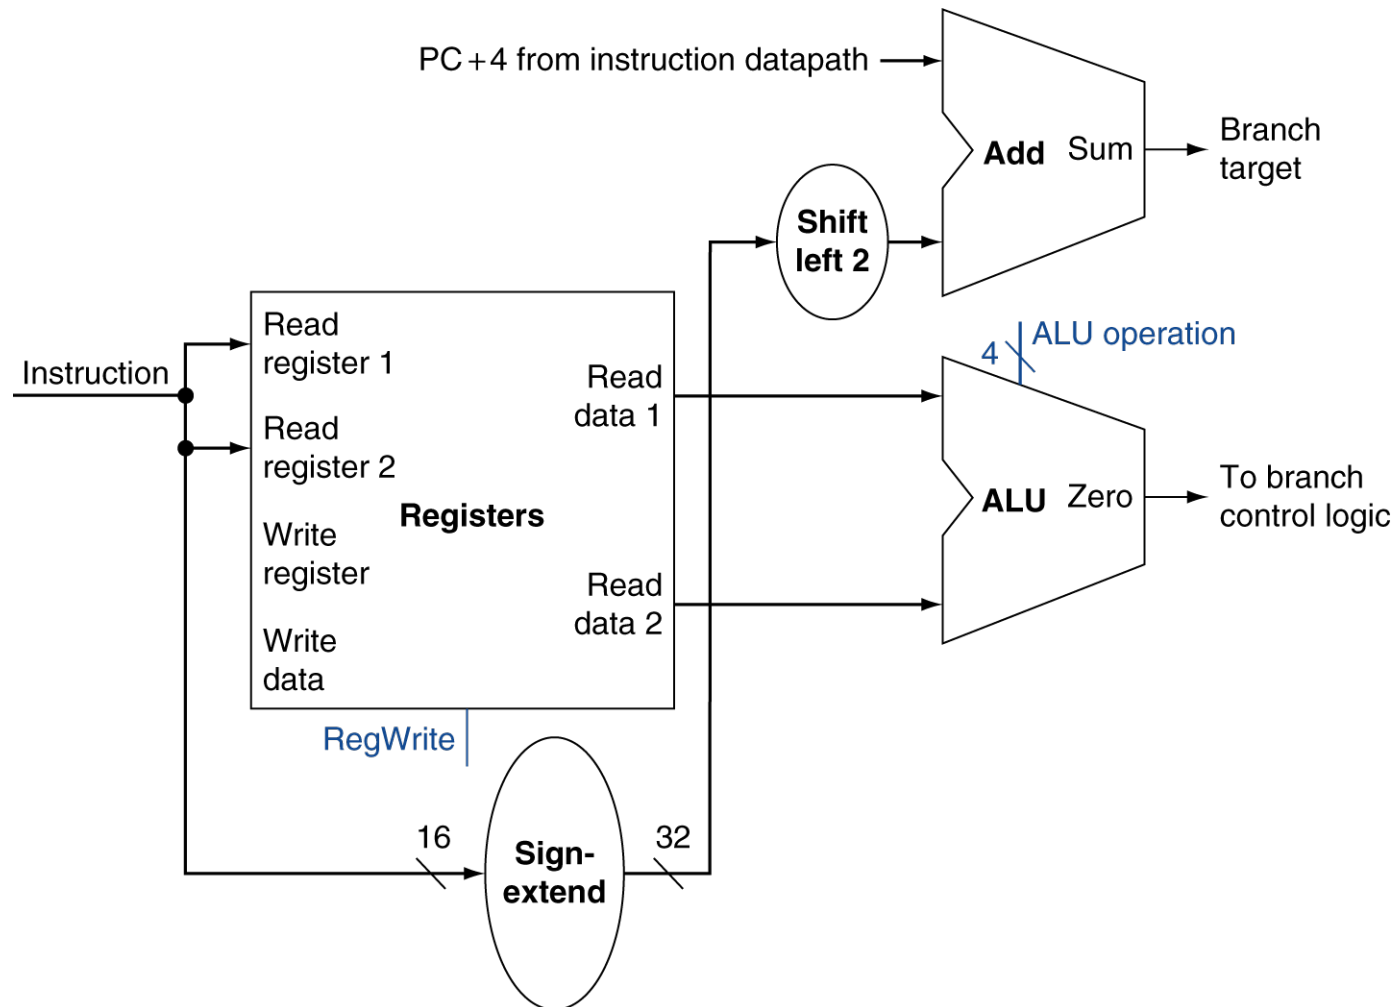 PC+4 from instruction datapath
Add Sum
Branch
target
Shift
left 2
Instruction
Read
register 1
Read
register 2
Write
register
Write
data
Registers
Read
data 1
Read
data 2
RegWrite
4
ALU operation
ALU Zero
To branch
control logic
16
Sign-
extend
32